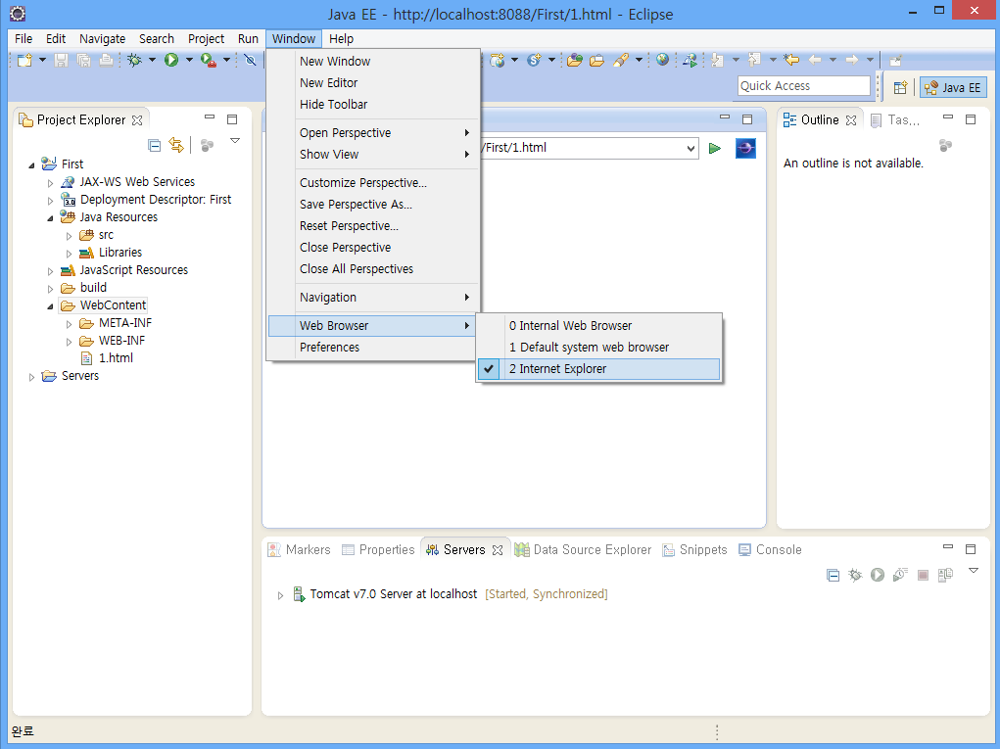 Java EE - http://localhost:8088/First/1.html - Eclipse
File Edit Navigate Search Project Run Window Help
Quick Access
Java EE
New Window
New Editor
Hide Toolbar
Open Perspective
Show View
Customize Perspective...
Save Perspective As...
Reset Perspective...
Close Perspective
Close All Perspectives
Navigation
Web Browser
Preferences
0 Internal Web Browser
1 Default system web browser
2 Internet Explorer
Project Explorer
First
JAX-WS Web Services
3.0 Deployment Descriptor: First
Java Resources
src
Libraries
JavaScript Resources
build
WebContent
META-INF
WEB-INF
1.html
Servers
/First/1.html
Outline Tas...
An outline is not available.
Markers Properties Servers Data Source Explorer Snippets Console
Tomcat v7.0 Server at localhost [Started, Synchronized]
완료